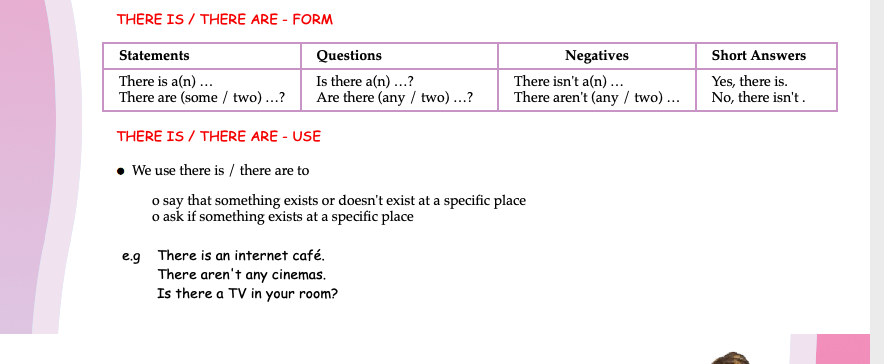 THERE IS / THERE ARE - FORM
Statements Questions Negatives Short Answers
There is a(n) … Is there a(n) …? There isn't a(n) … Yes, there is.
There are (some / two) …? Are there (any / two) …? There aren't (any / two) … No, there isn't .
THERE IS / THERE ARE - USE
● We use there is / there are to
o say that something exists or doesn't exist at a specific place
o ask if something exists at a specific place
e.g There is an internet café.
There aren't any cinemas.
Is there a TV in your room?